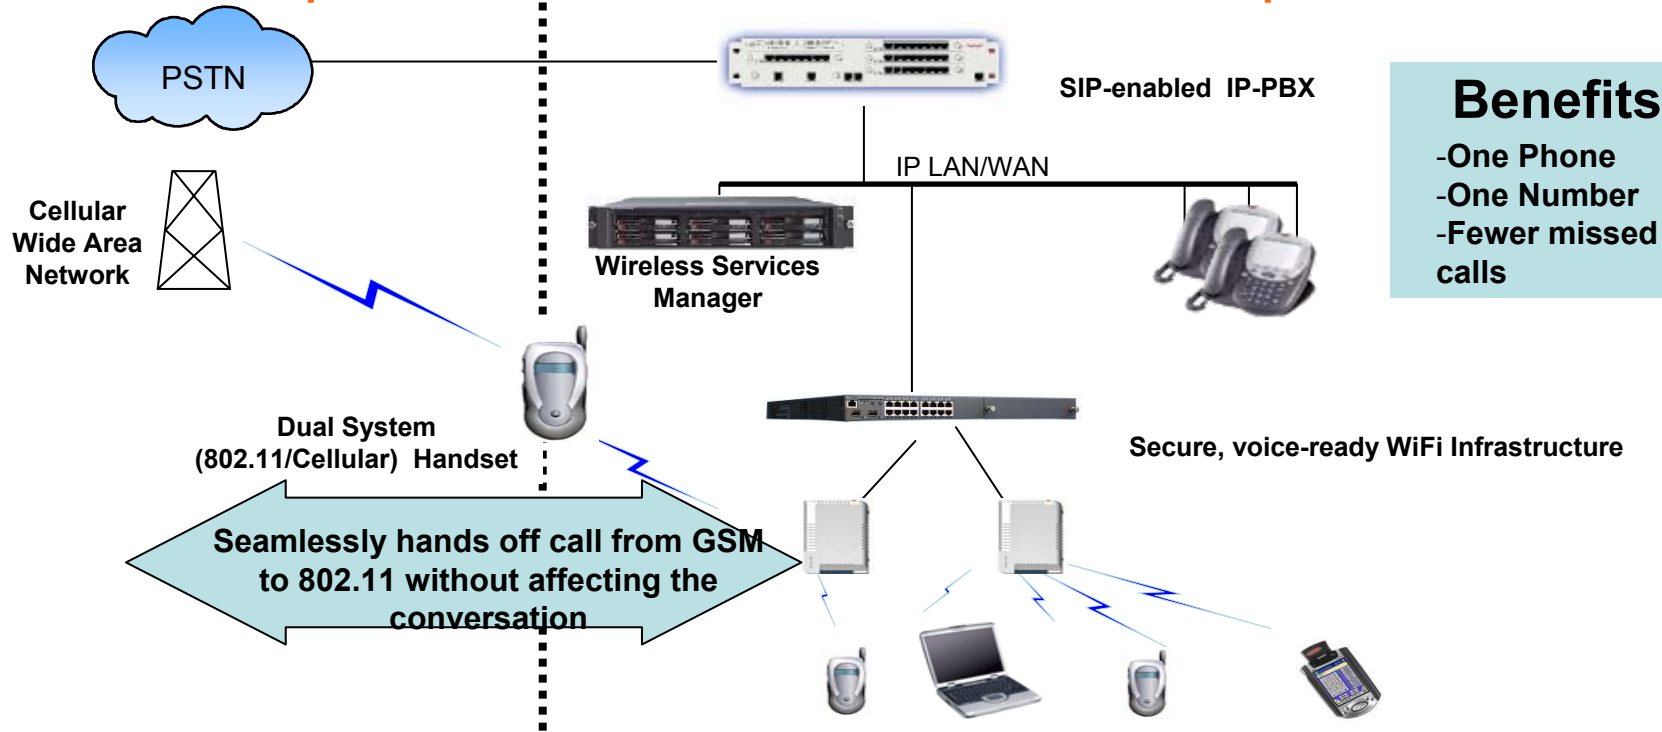 PSTN
SIP-enabled IP-PBX
Benefits
-One Phone
-One Number
-Fewer missed
calls
IP LAN/WAN
Cellular
Wide Area
Network
Wireless Services
Manager
Dual System
(802.11/Cellular) Handset
Secure, voice-ready WiFi Infrastructure
Seamlessly hands off call from GSM
to 802.11 without affecting the
conversation